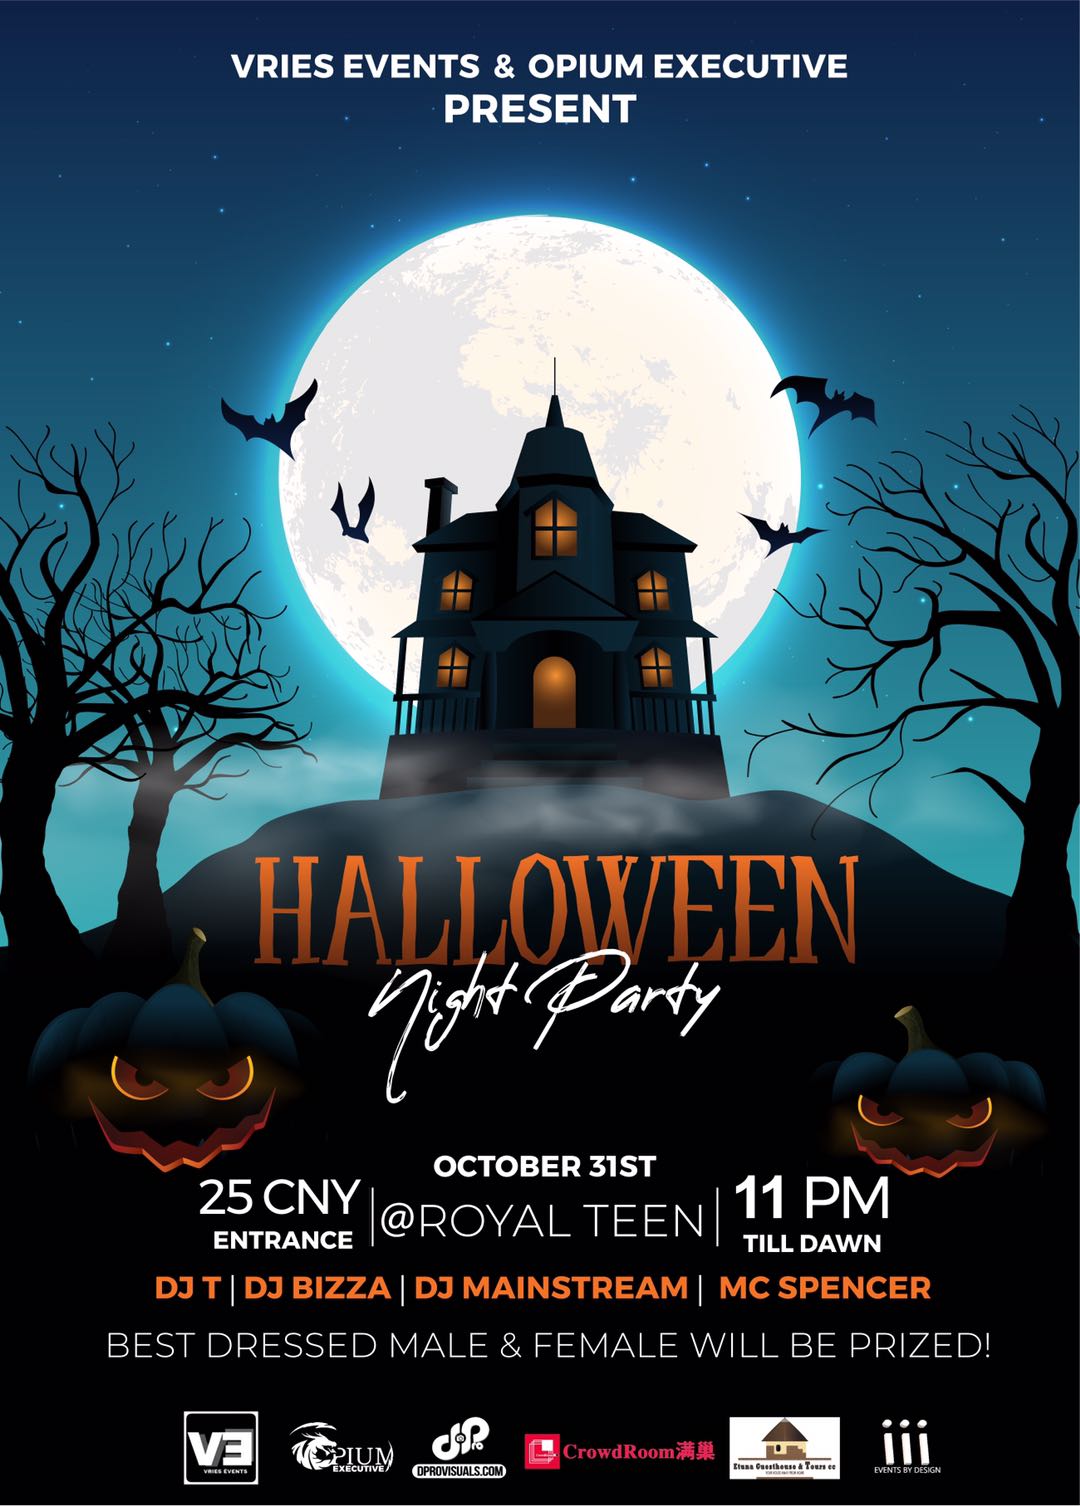 VRIES EVENTS & OPIUM EXECUTIVE
PRESENT
HALLOWEEN
Night Party
OCTOBER 31ST
25 CNY
ENTRANCE
@ROYAL TEEN
11 PM
TILL DAWN
DJ T | DJ BIZZA | DJ MAINSTREAM | MC SPENCER
BEST DRESSED MALE & FEMALE WILL BE PRIZED!
VE
VRIES EVENTS
OPIUM
EXECUTIVE
dPro
DPROVISUALS.COM
CrowdRoom满巢
Etuna Guesthouse & Tours cc
iii
EVENTS BY DESIGN